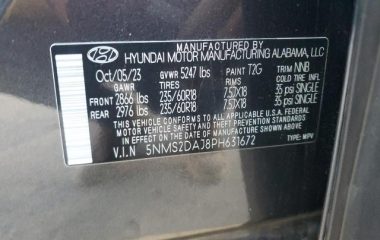 HYUNDAI MOTOR MANUFACTURING ALABAMA, LLC
Oct/05/23 GVWR 5247 lbs PAINT T2G TRIM NNB
GAWR TIRES RIMS COLD TIRE INFLATION
FRONT 2866 lbs 235/60R18 7.5JX18 35 psi SINGLE
REAR 2976 lbs 235/60R18 7.5JX18 35 psi SINGLE
THIS VEHICLE CONFORMS TO ALL APPLICABLE U.S.A. FEDERAL
MOTOR VEHICLE SAFETY, BUMPER, AND THEFT PREVENTION
STANDARDS IN EFFECT ON THE DATE OF MANUFACTURE SHOWN ABOVE.
V.I.N 5NMS2DAJ8PH631672 TYPE: MPV